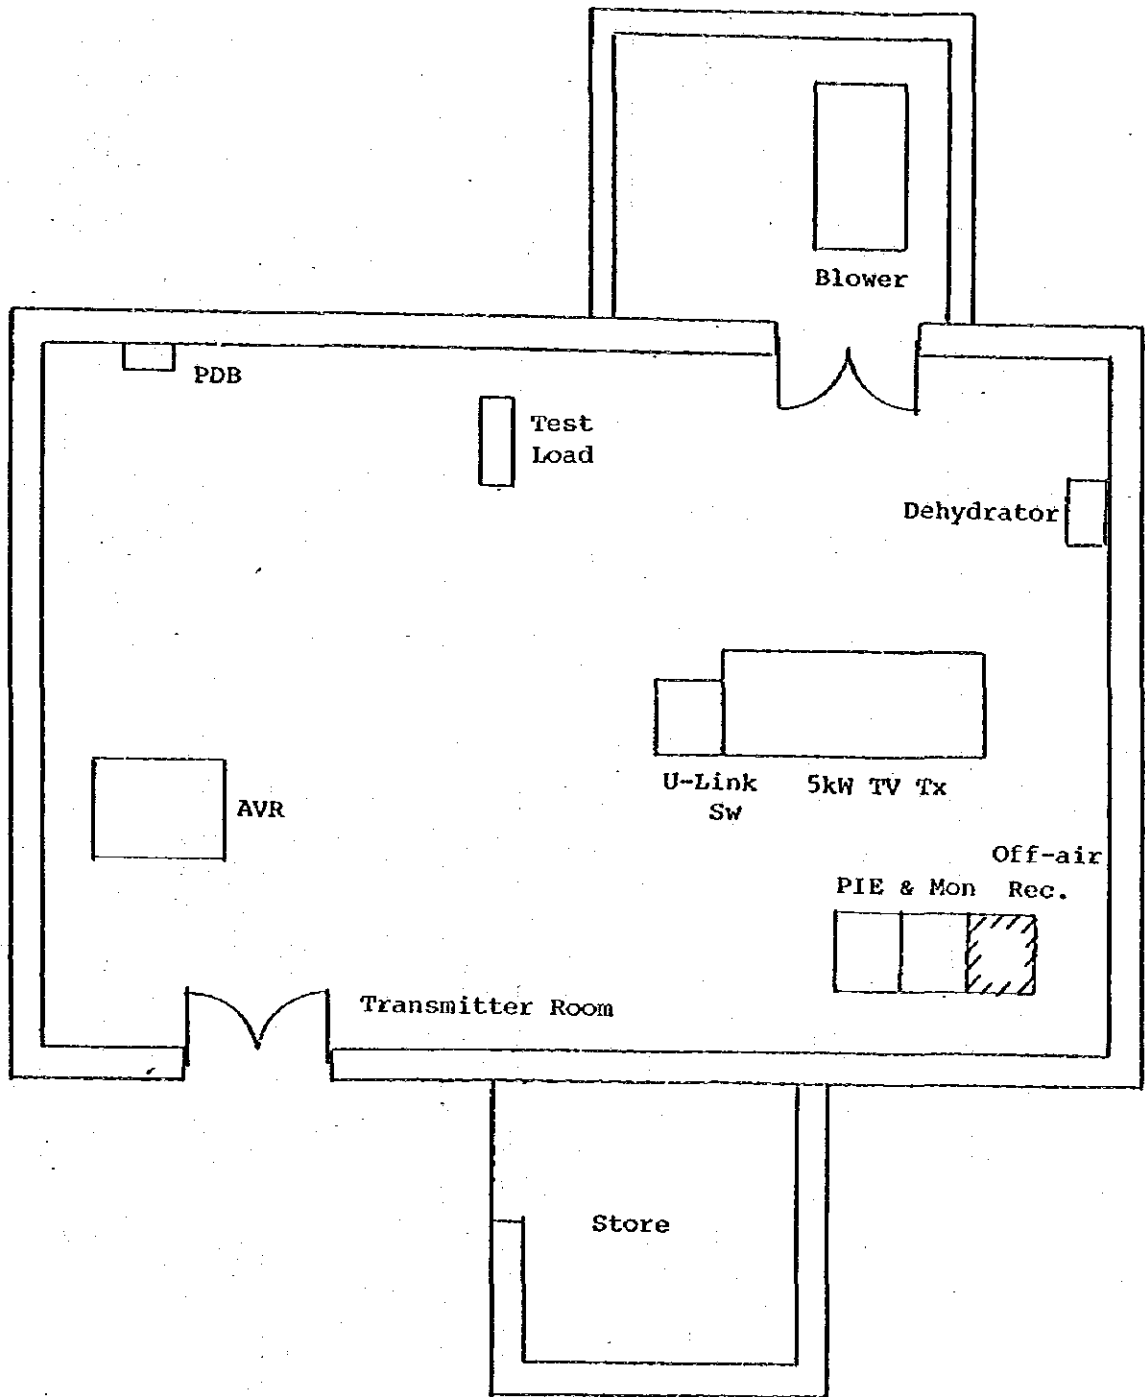 Blower
PDB
Test
Load
Dehydrator
U-Link
Sw
5kW TV Tx
AVR
Off-air
Rec.
PIE & Mon
Transmitter Room
Store